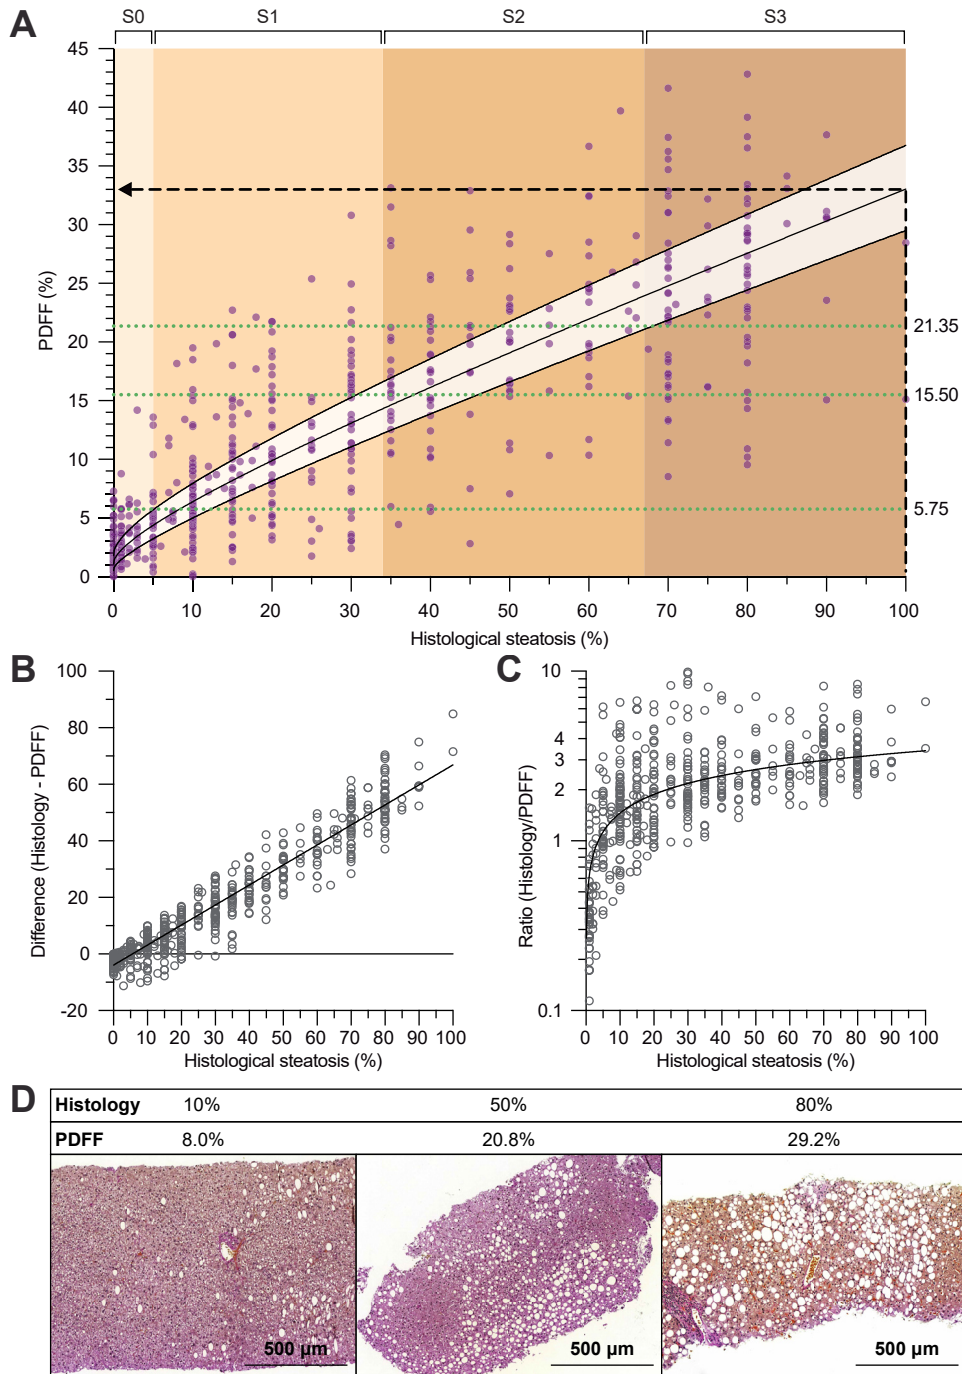 A
S0 S1 S2 S3
45
40
35
30
25
20
15
10
5
0
PDFF (%)
21.35
15.50
5.75
0 10 20 30 40 50 60 70 80 90 100
Histological steatosis (%)
B
100
80
60
40
20
0
-20
Difference (Histology - PDFF)
0 10 20 30 40 50 60 70 80 90 100
Histological steatosis (%)
C
10
4
2
1
0.1
Ratio (Histology/PDFF)
0 10 20 30 40 50 60 70 80 90 100
Histological steatosis (%)
D
Histology 10% 50% 80%
PDFF 8.0% 20.8% 29.2%
500 µm 500 µm 500 µm